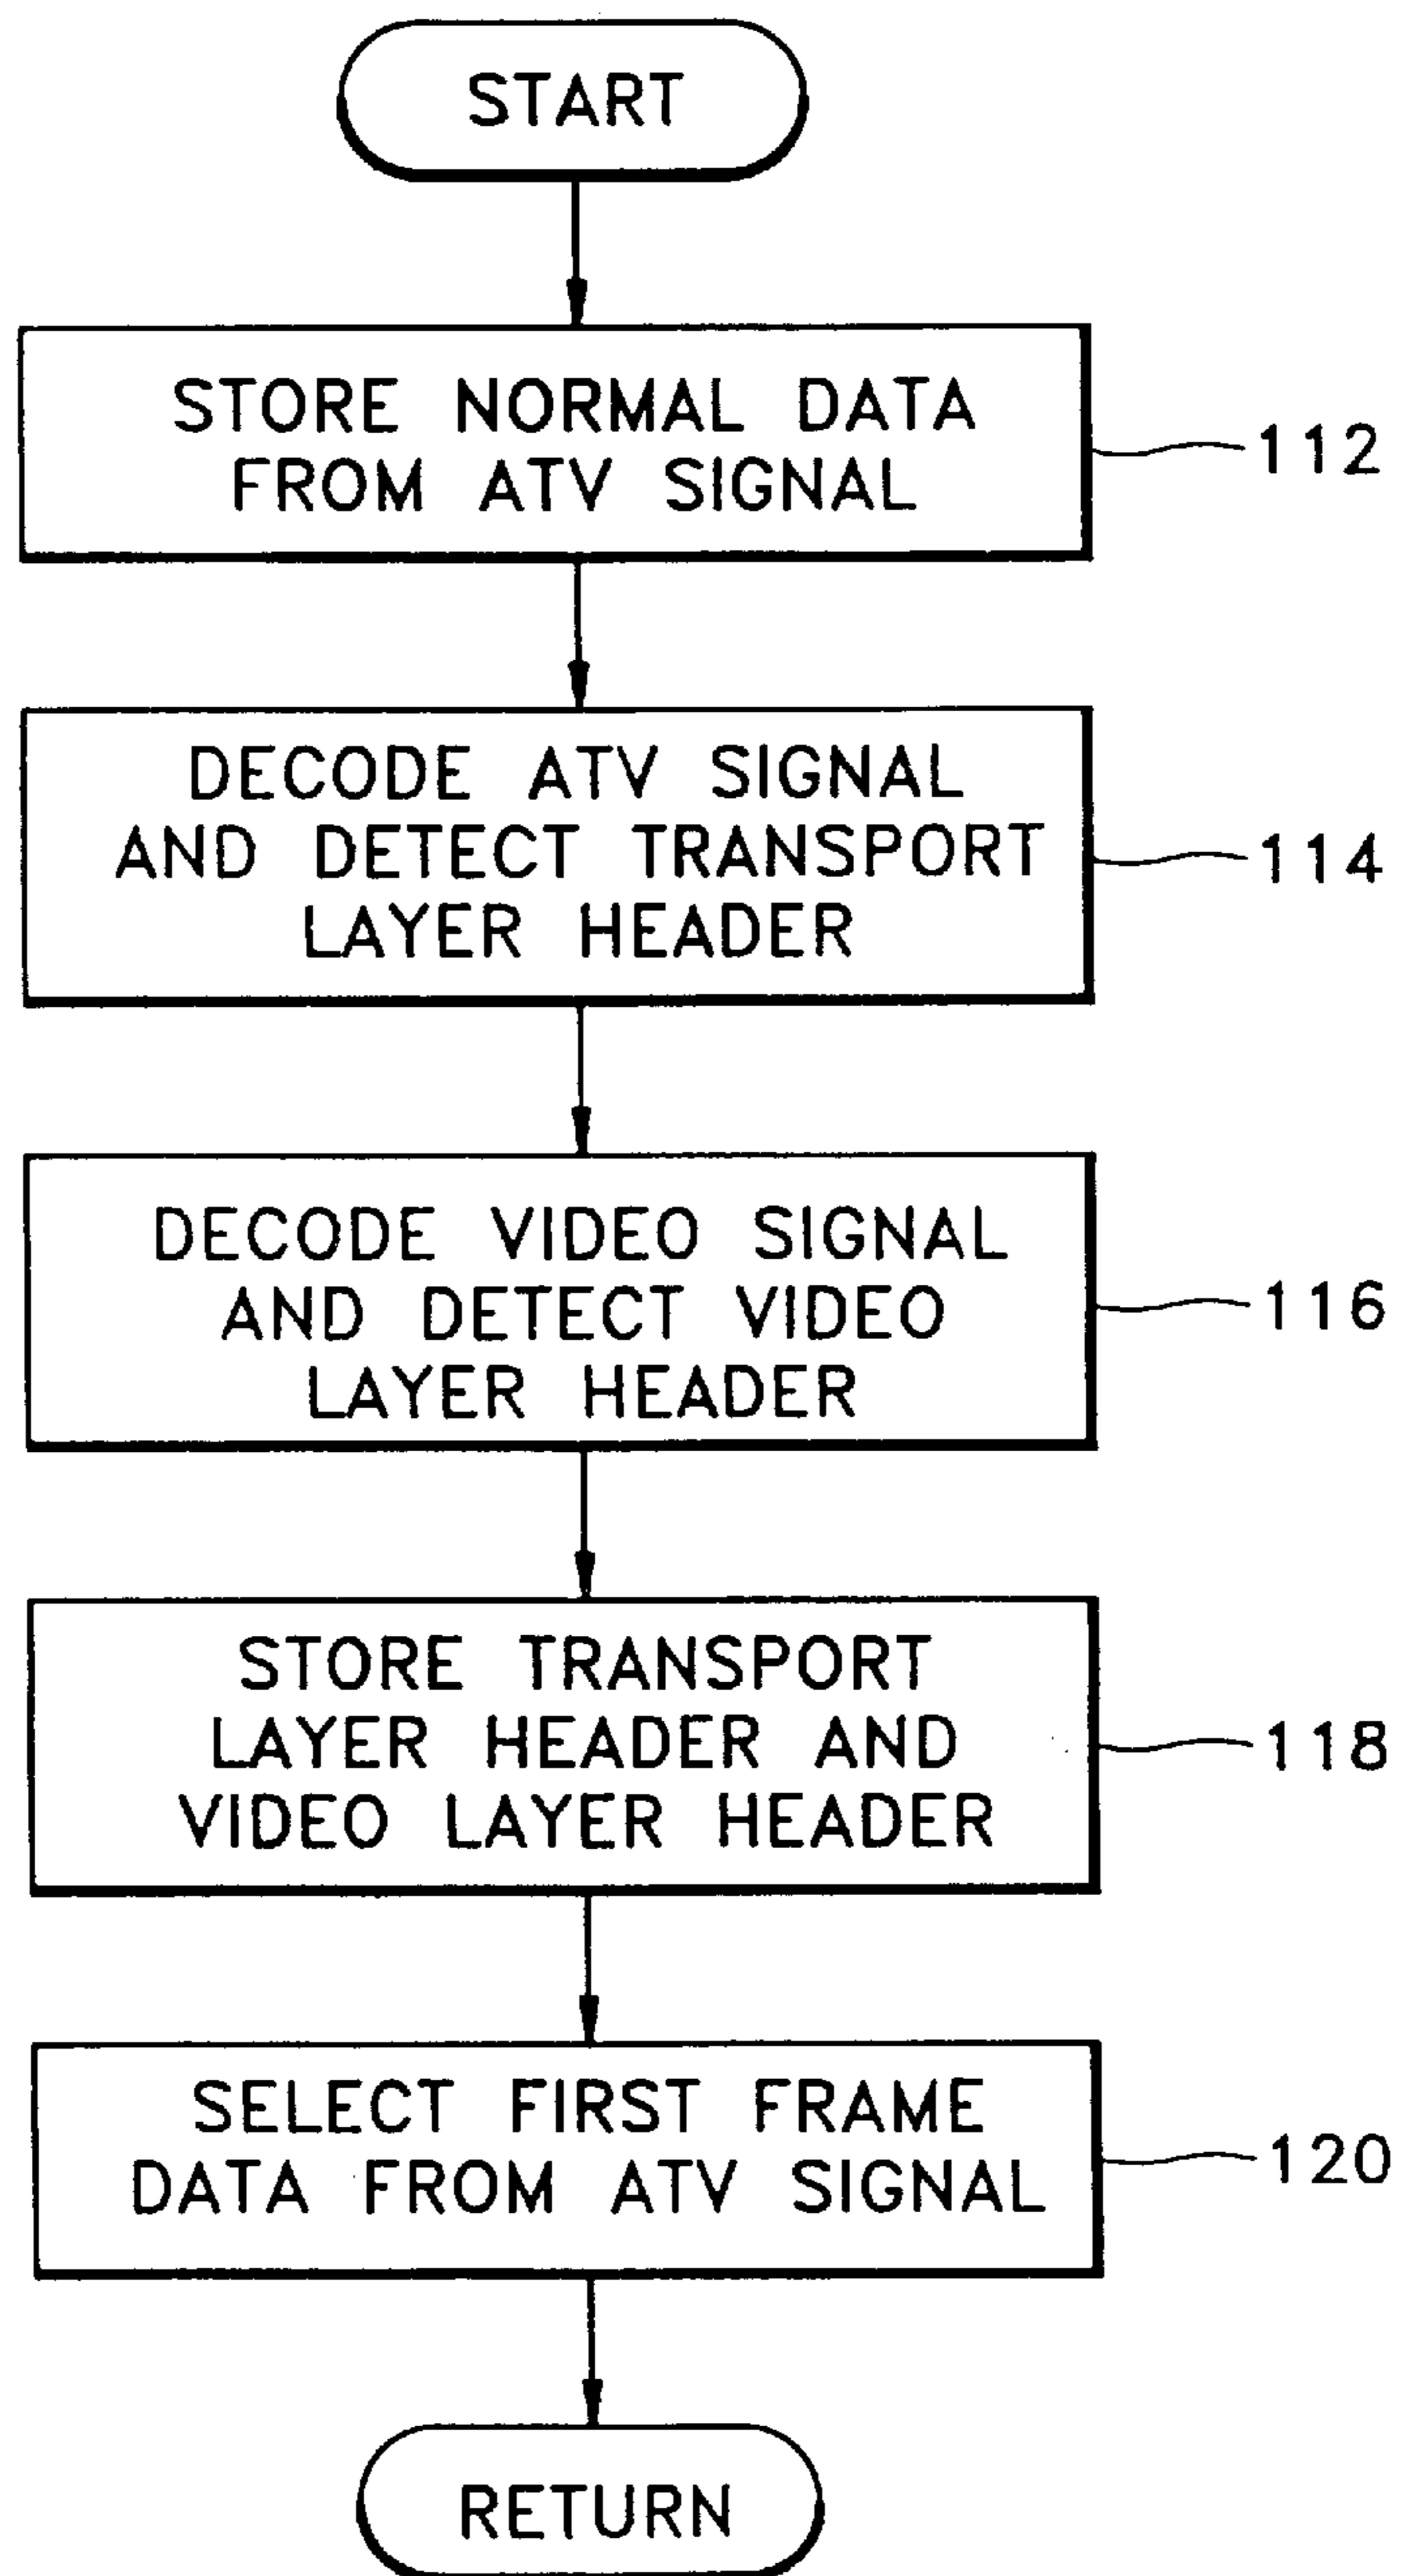 START
STORE NORMAL DATA
FROM ATV SIGNAL
112
DECODE ATV SIGNAL
AND DETECT TRANSPORT
LAYER HEADER
114
DECODE VIDEO SIGNAL
AND DETECT VIDEO
LAYER HEADER
116
STORE TRANSPORT
LAYER HEADER AND
VIDEO LAYER HEADER
118
SELECT FIRST FRAME
DATA FROM ATV SIGNAL
120
RETURN